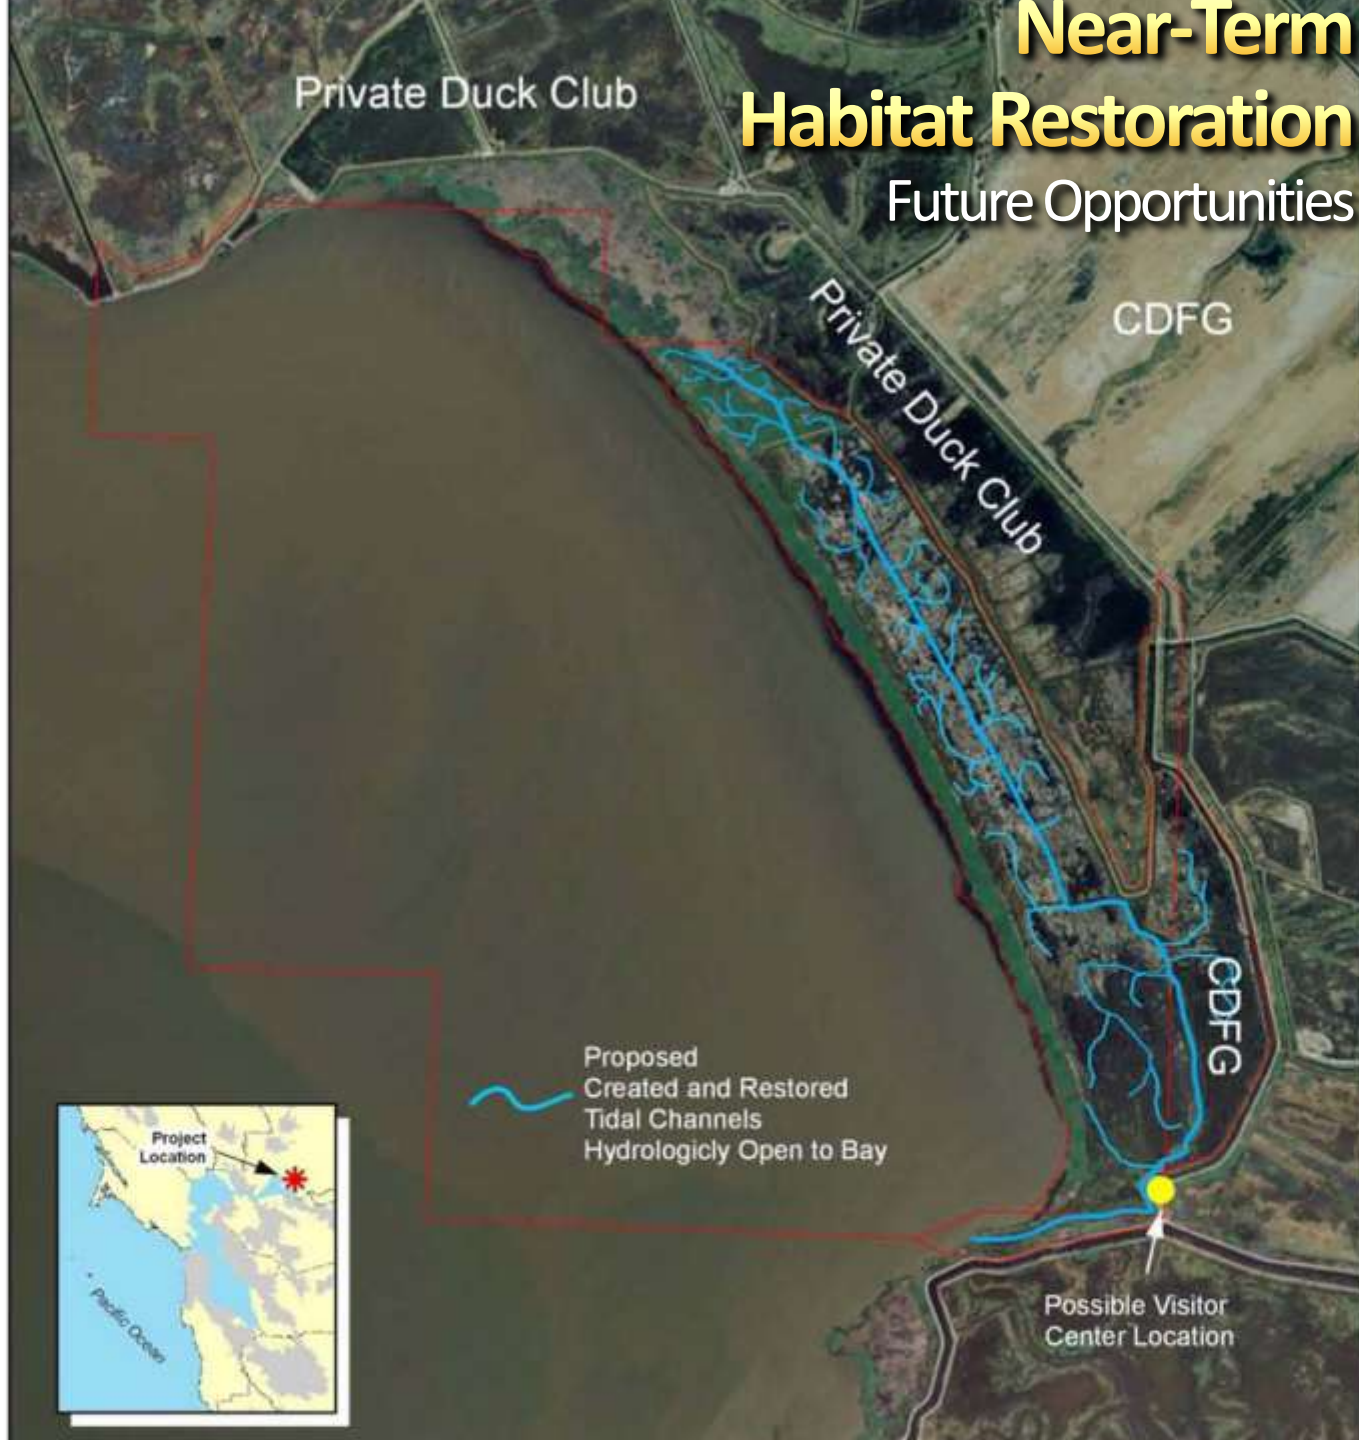 Near-Term
Habitat Restoration
Future Opportunities
Private Duck Club
CDFG
Private Duck Club
CDFG
Proposed
Created and Restored
Tidal Channels
Hydrologicly Open to Bay
Project
Location
Pacific Ocean
Possible Visitor
Center Location